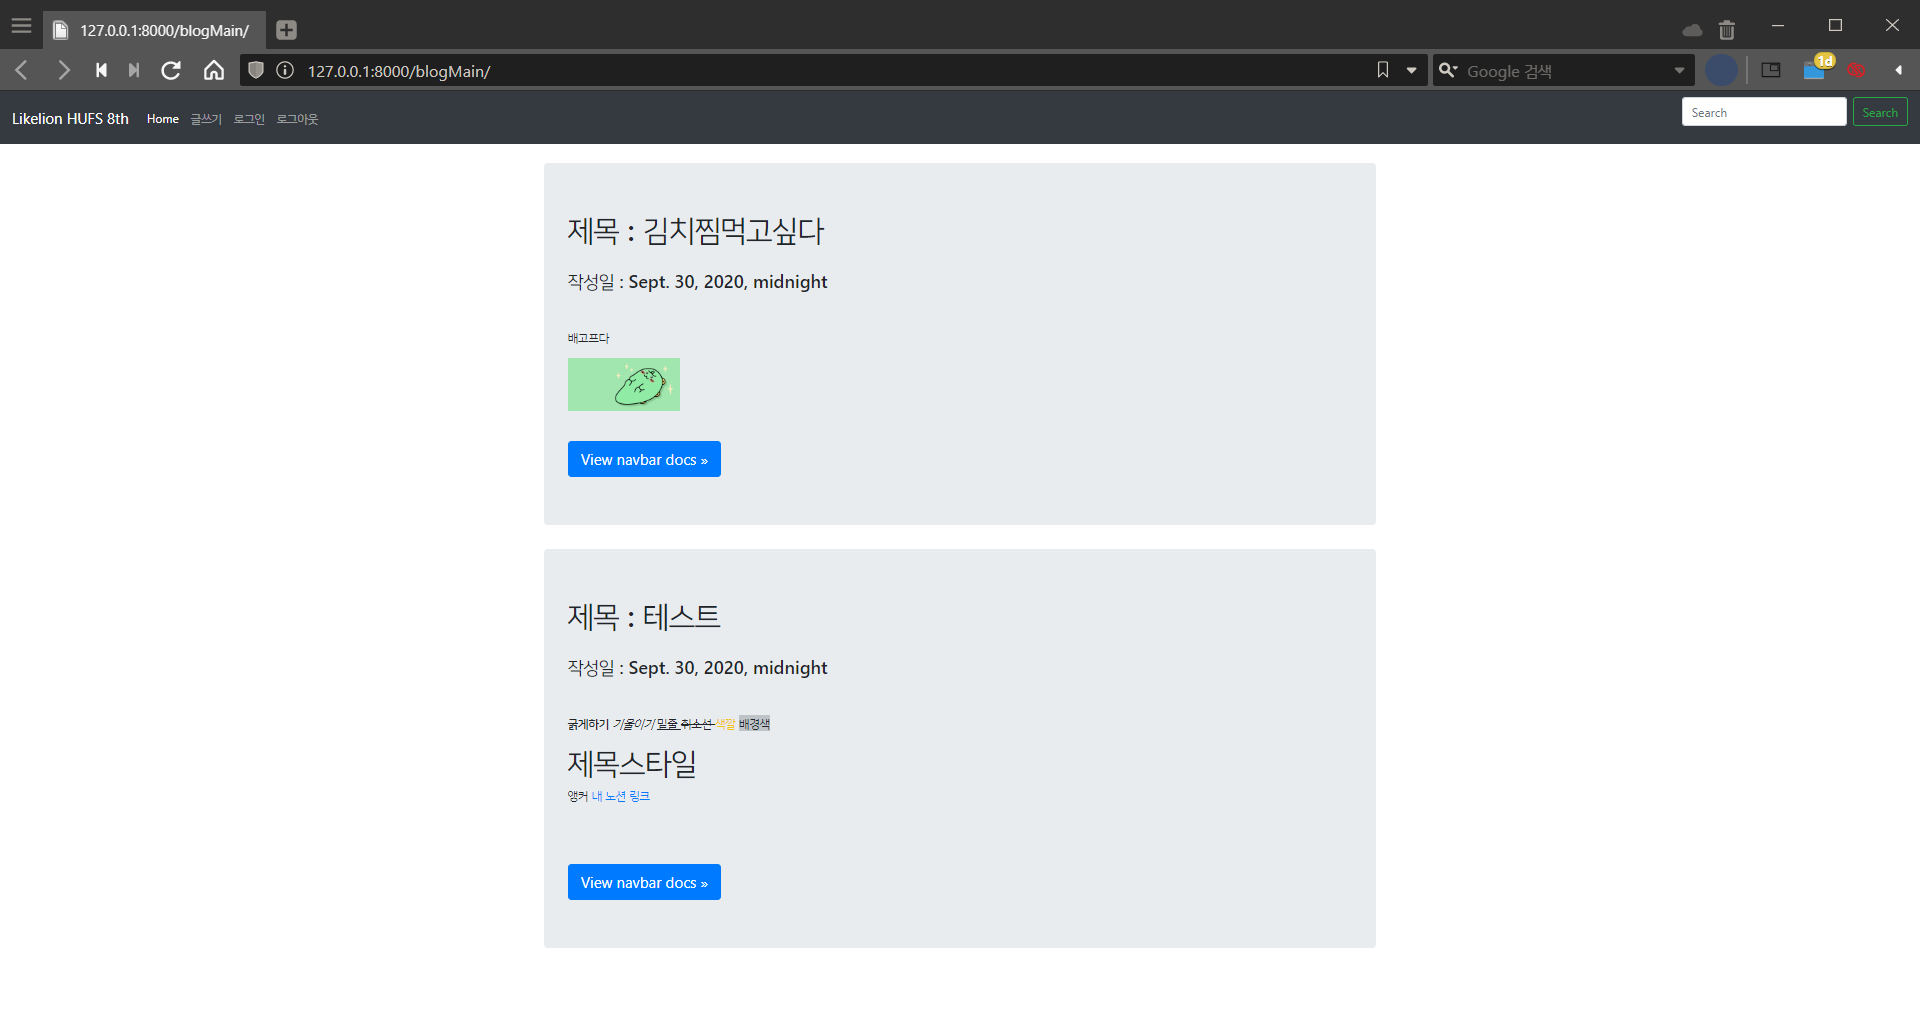 127.0.0.1:8000/blogMain/
127.0.0.1:8000/blogMain/
Google 검색
1d
Likelion HUFS 8th Home 글쓰기 로그인 로그아웃
Search Search
제목 : 김치찜먹고싶다
작성일 : Sept. 30, 2020, midnight
배고프다
View navbar docs »
제목 : 테스트
작성일 : Sept. 30, 2020, midnight
굵게하기 기울이기 밑줄 취소선 색깔 배경색
제목스타일
앵커 내 노션 링크
View navbar docs »